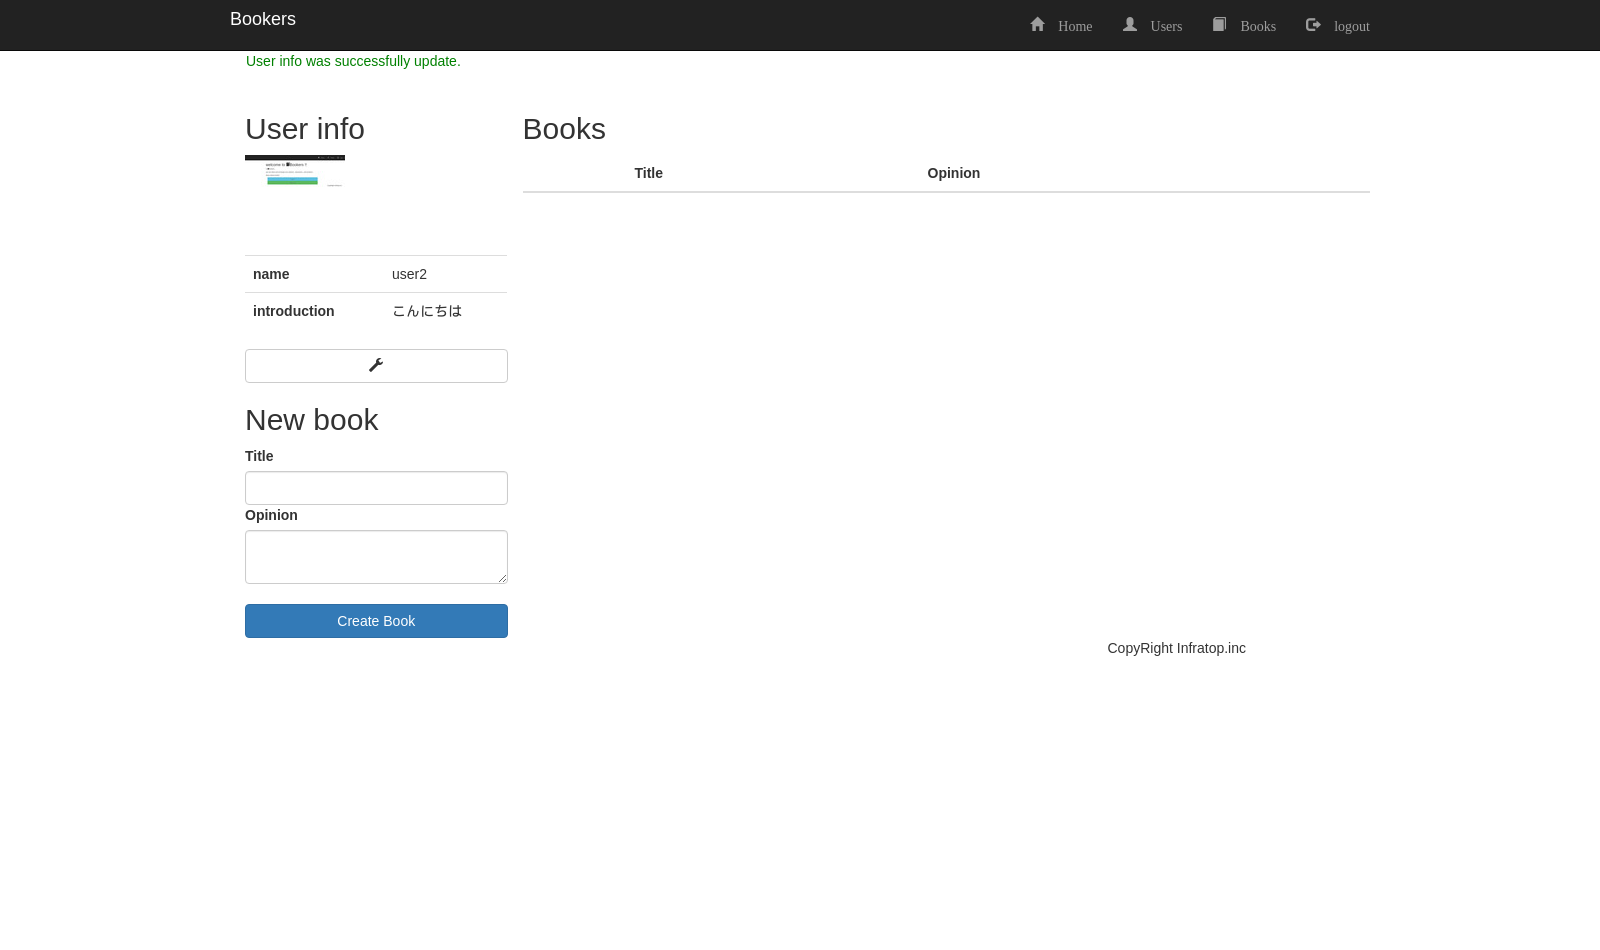 Bookers
Home Users Books logout
User info was successfully update.
User info
name user2
introduction こんにちは
New book
Title
Opinion
Create Book
Books
Title Opinion
CopyRight Infratop.inc